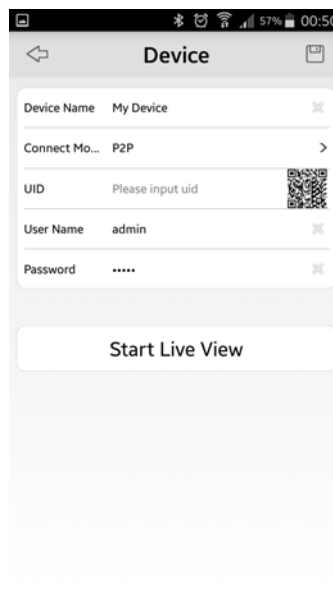 57% 00:50
Device
Device Name My Device
Connect Mo... P2P
UID Please input uid
User Name admin
Password •••••
Start Live View